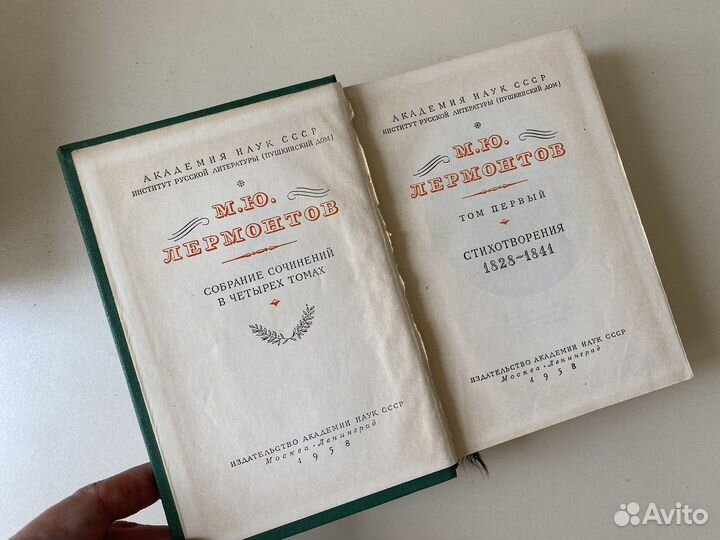 АКАДЕМИЯ НАУК СССР
ИНСТИТУТ РУССКОЙ ЛИТЕРАТУРЫ (ПУШКИНСКИЙ ДОМ)
М.Ю.
ЛЕРМОНТОВ
СОБРАНИЕ СОЧИНЕНИЙ
В ЧЕТЫРЕХ ТОМАХ
ИЗДАТЕЛЬСТВО АКАДЕМИИ НАУК СССР
Москва-Ленинград
1958
АКАДЕМИЯ НАУК СССР
ИНСТИТУТ РУССКОЙ ЛИТЕРАТУРЫ (ПУШКИНСКИЙ ДОМ)
М.Ю.
ЛЕРМОНТОВ
ТОМ ПЕРВЫЙ
СТИХОТВОРЕНИЯ
1828~1841
ИЗДАТЕЛЬСТВО АКАДЕМИИ НАУК СССР
Москва-Ленинград
1958
Avito